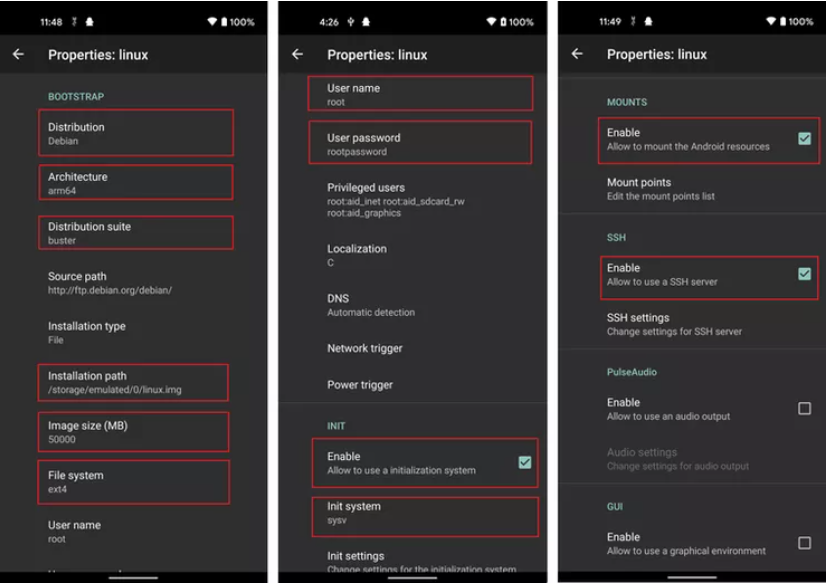 11:48 100%
Properties: linux
BOOTSTRAP
Distribution
Debian
Architecture
arm64
Distribution suite
buster
Source path
http://ftp.debian.org/debian/
Installation type
File
Installation path
/storage/emulated/0/linux.img
Image size (MB)
50000
File system
ext4
User name
root
4:26 100%
Properties: linux
User name
root
User password
rootpassword
Privileged users
root:aid_inet root:aid_sdcard_rw
root:aid_graphics
Localization
C
DNS
Automatic detection
Network trigger
Power trigger
INIT
Enable
Allow to use a initialization system
Init system
sysv
Init settings
Change settings for the initialization system
11:49 100%
Properties: linux
MOUNTS
Enable
Allow to mount the Android resources
Mount points
Edit the mount points list
SSH
Enable
Allow to use a SSH server
SSH settings
Change settings for SSH server
PulseAudio
Enable
Allow to use an audio output
Audio settings
Change settings for audio output
GUI
Enable
Allow to use a graphical environment